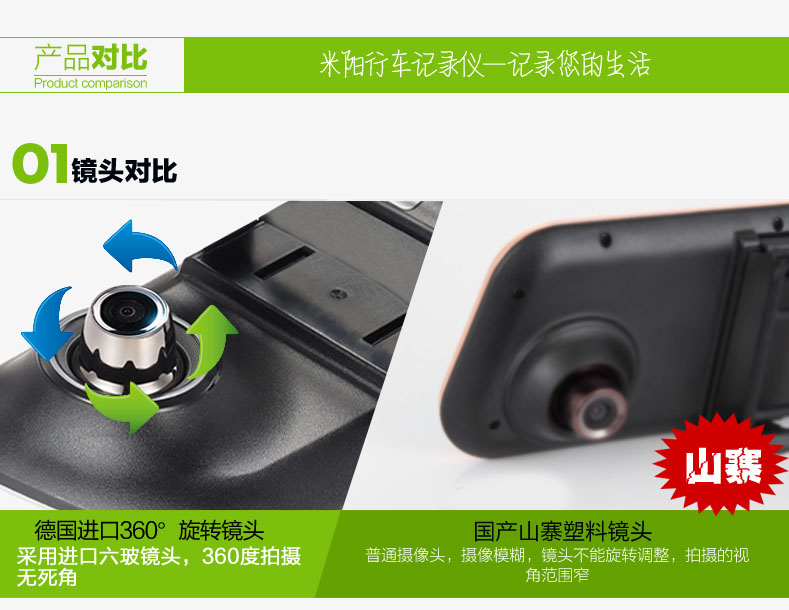 产品对比
Product comparison
米阳行车记录仪—记录您的生活
01镜头对比
山寨
德国进口360°旋转镜头
采用进口六玻镜头，360度拍摄
无死角
国产山寨塑料镜头
普通摄像头，摄像模糊，镜头不能旋转调整，拍摄的视
角范围窄